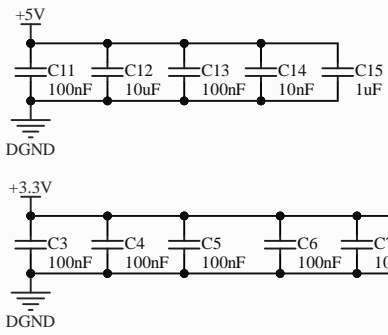 +5V
C11 C12 C13 C14 C15
100nF 10uF 100nF 10nF 1uF
DGND
+3.3V
C3 C4 C5 C6
100nF 100nF 100nF 100nF
DGND